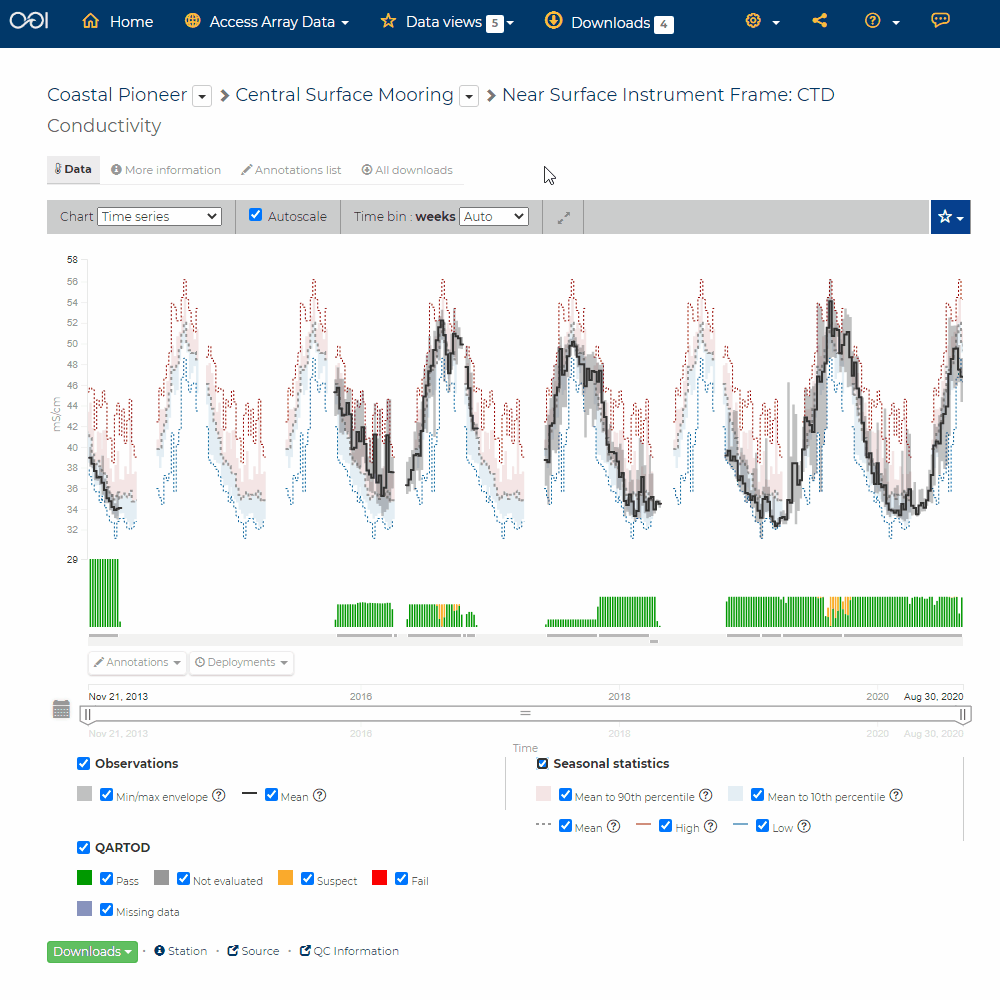 OOI Home Access Array Data Data views 5 Downloads 4
Coastal Pioneer Central Surface Mooring Near Surface Instrument Frame: CTD
Conductivity
Data More information Annotations list All downloads
Chart Time series Autoscale Time bin : weeks Auto
58
56
54
52
50
48
46
44
42
40
38
36
34
32
29
mS/cm
Annotations Deployments
Nov 21, 2013 2016 2018 2020 Aug 30, 2020
Nov 21, 2013 2016 2018 2020 Aug 30, 2020
Time
Observations
Min/max envelope ? Mean ?
Seasonal statistics
Mean to 90th percentile ? Mean to 10th percentile ?
Mean ? High ? Low ?
QARTOD
Pass Not evaluated Suspect Fail
Missing data
Downloads · Station · Source · QC Information